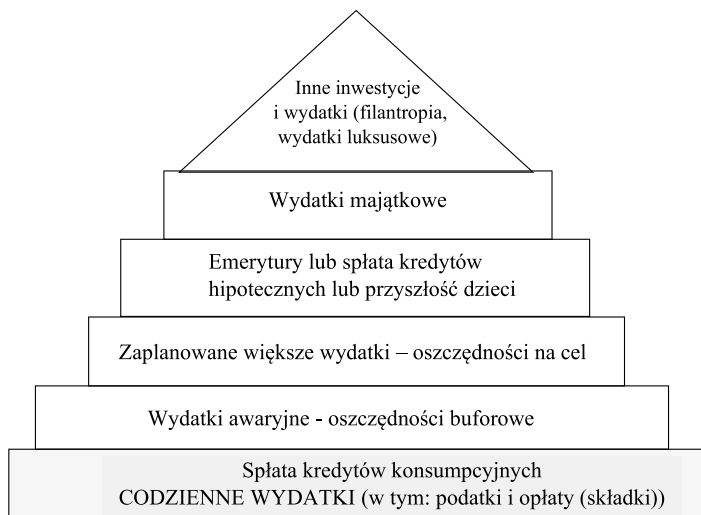 Inne inwestycje
i wydatki (filantropia,
wydatki luksusowe)
Wydatki majątkowe
Emerytury lub spłata kredytów
hipotecznych lub przyszłość dzieci
Zaplanowane większe wydatki – oszczędności na cel
Wydatki awaryjne - oszczędności buforowe
Spłata kredytów konsumpcyjnych
CODZIENNE WYDATKI (w tym: podatki i opłaty (składki))